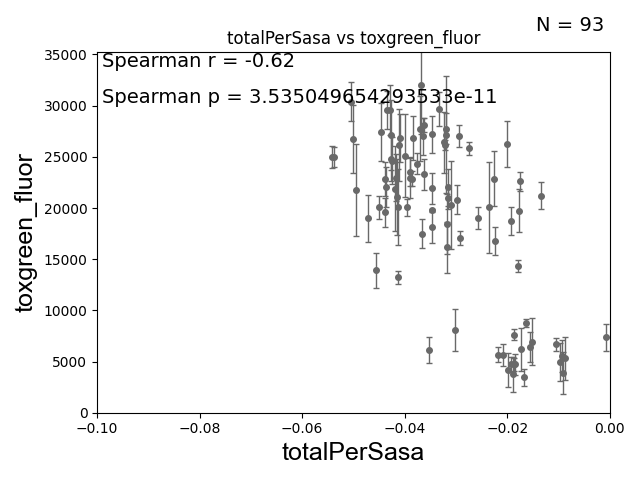 N = 93
totalPerSasa vs toxgreen_fluor
Spearman r = -0.62
Spearman p = 3.535049654293533e-11
35000
30000
25000
20000
15000
10000
5000
0
toxgreen_fluor
−0.10
−0.08
−0.06
−0.04
−0.02
0.00
totalPerSasa